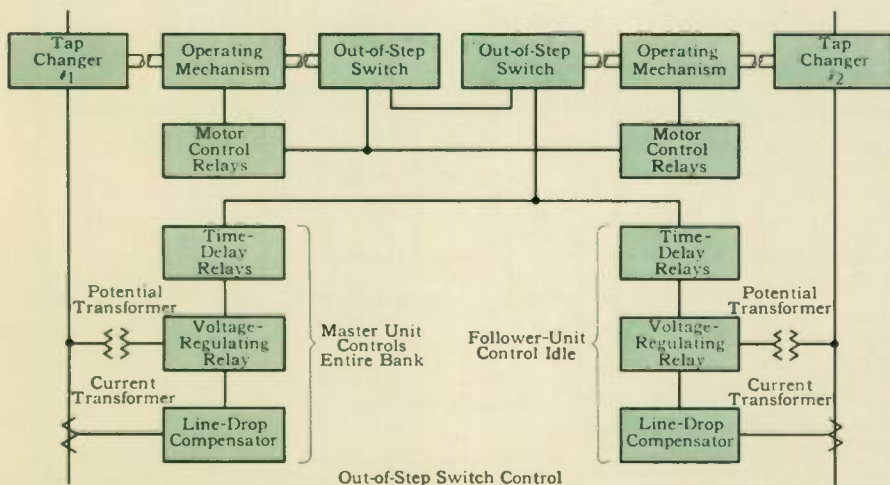 Tap
Changer
#1
Operating
Mechanism
Out-of-Step
Switch
Out-of-Step
Switch
Operating
Mechanism
Tap
Changer
#2
Motor
Control
Relays
Motor
Control
Relays
Time-
Delay
Relays
Time-
Delay
Relays
Potential
Transformer
Voltage-
Regulating
Relay
Master Unit
Controls
Entire Bank
Follower-Unit
Control Idle
Voltage-
Regulating
Relay
Potential
Transformer
Current
Transformer
Line-Drop
Compensator
Line-Drop
Compensator
Current
Transformer
Out-of-Step Switch Control